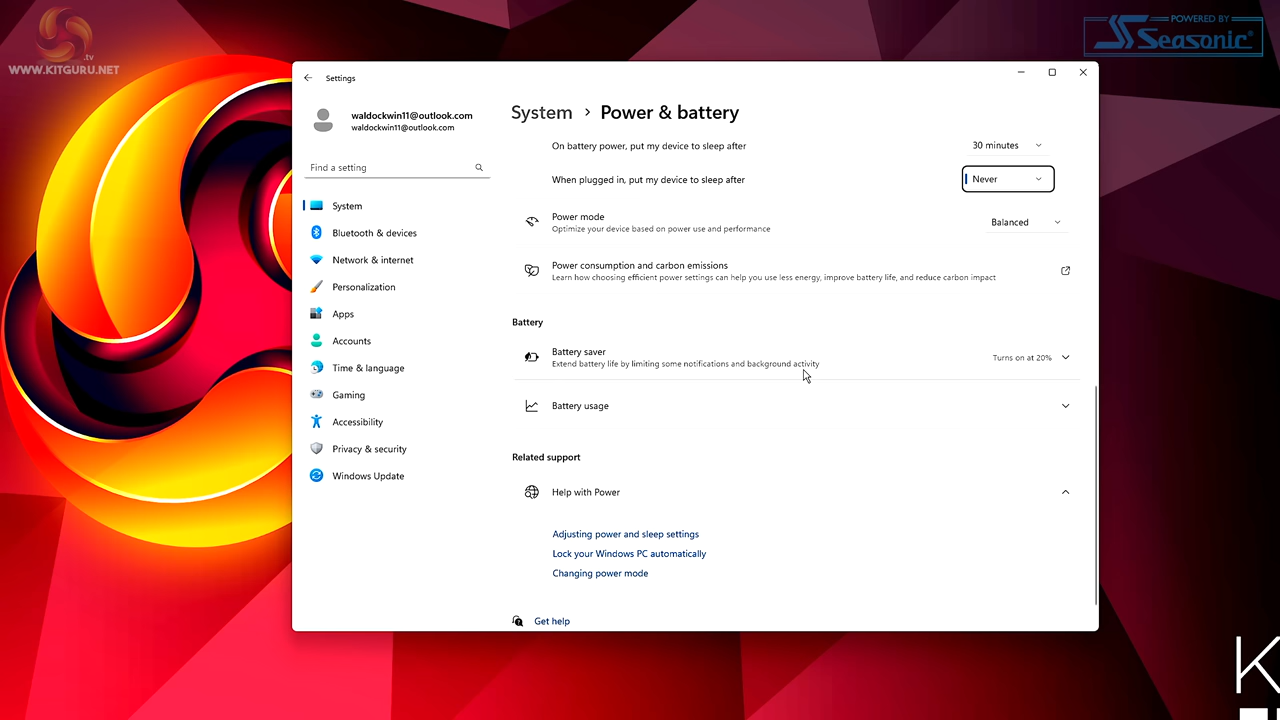 .tv
WWW.KITGURU.NET
POWERED BY
Seasonic®
Settings
waldockwin11@outlook.com
waldockwin11@outlook.com
Find a setting
System
Bluetooth & devices
Network & internet
Personalization
Apps
Accounts
Time & language
Gaming
Accessibility
Privacy & security
Windows Update
System > Power & battery
On battery power, put my device to sleep after
30 minutes
When plugged in, put my device to sleep after
Never
Power mode
Optimize your device based on power use and performance
Balanced
Power consumption and carbon emissions
Learn how choosing efficient power settings can help you use less energy, improve battery life, and reduce carbon impact
Battery
Battery saver
Extend battery life by limiting some notifications and background activity
Turns on at 20%
Battery usage
Related support
Help with Power
Adjusting power and sleep settings
Lock your Windows PC automatically
Changing power mode
Get help
K